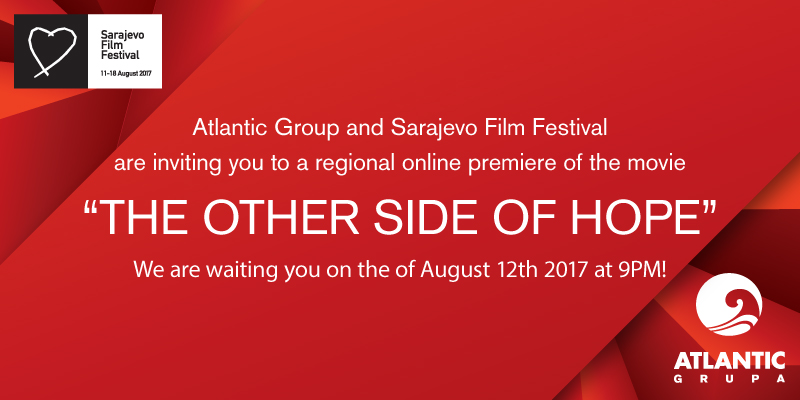 Sarajevo
Film
Festival
11-18 August 2017
Atlantic Group and Sarajevo Film Festival
are inviting you to a regional online premiere of the movie
“THE OTHER SIDE OF HOPE”
We are waiting you on the of August 12th 2017 at 9PM!
ATLANTIC
GRUPA